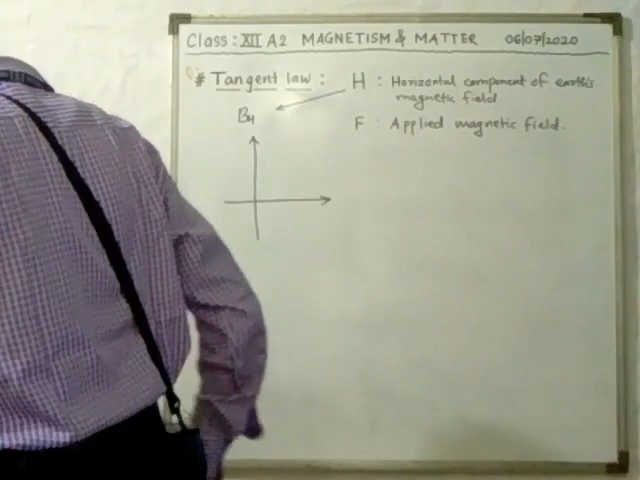 Class : XII A2 MAGNETISM & MATTER 06/07/2020
# Tangent law : H : Horizontal component of earth's
magnetic field
B_H
F : Applied magnetic field.